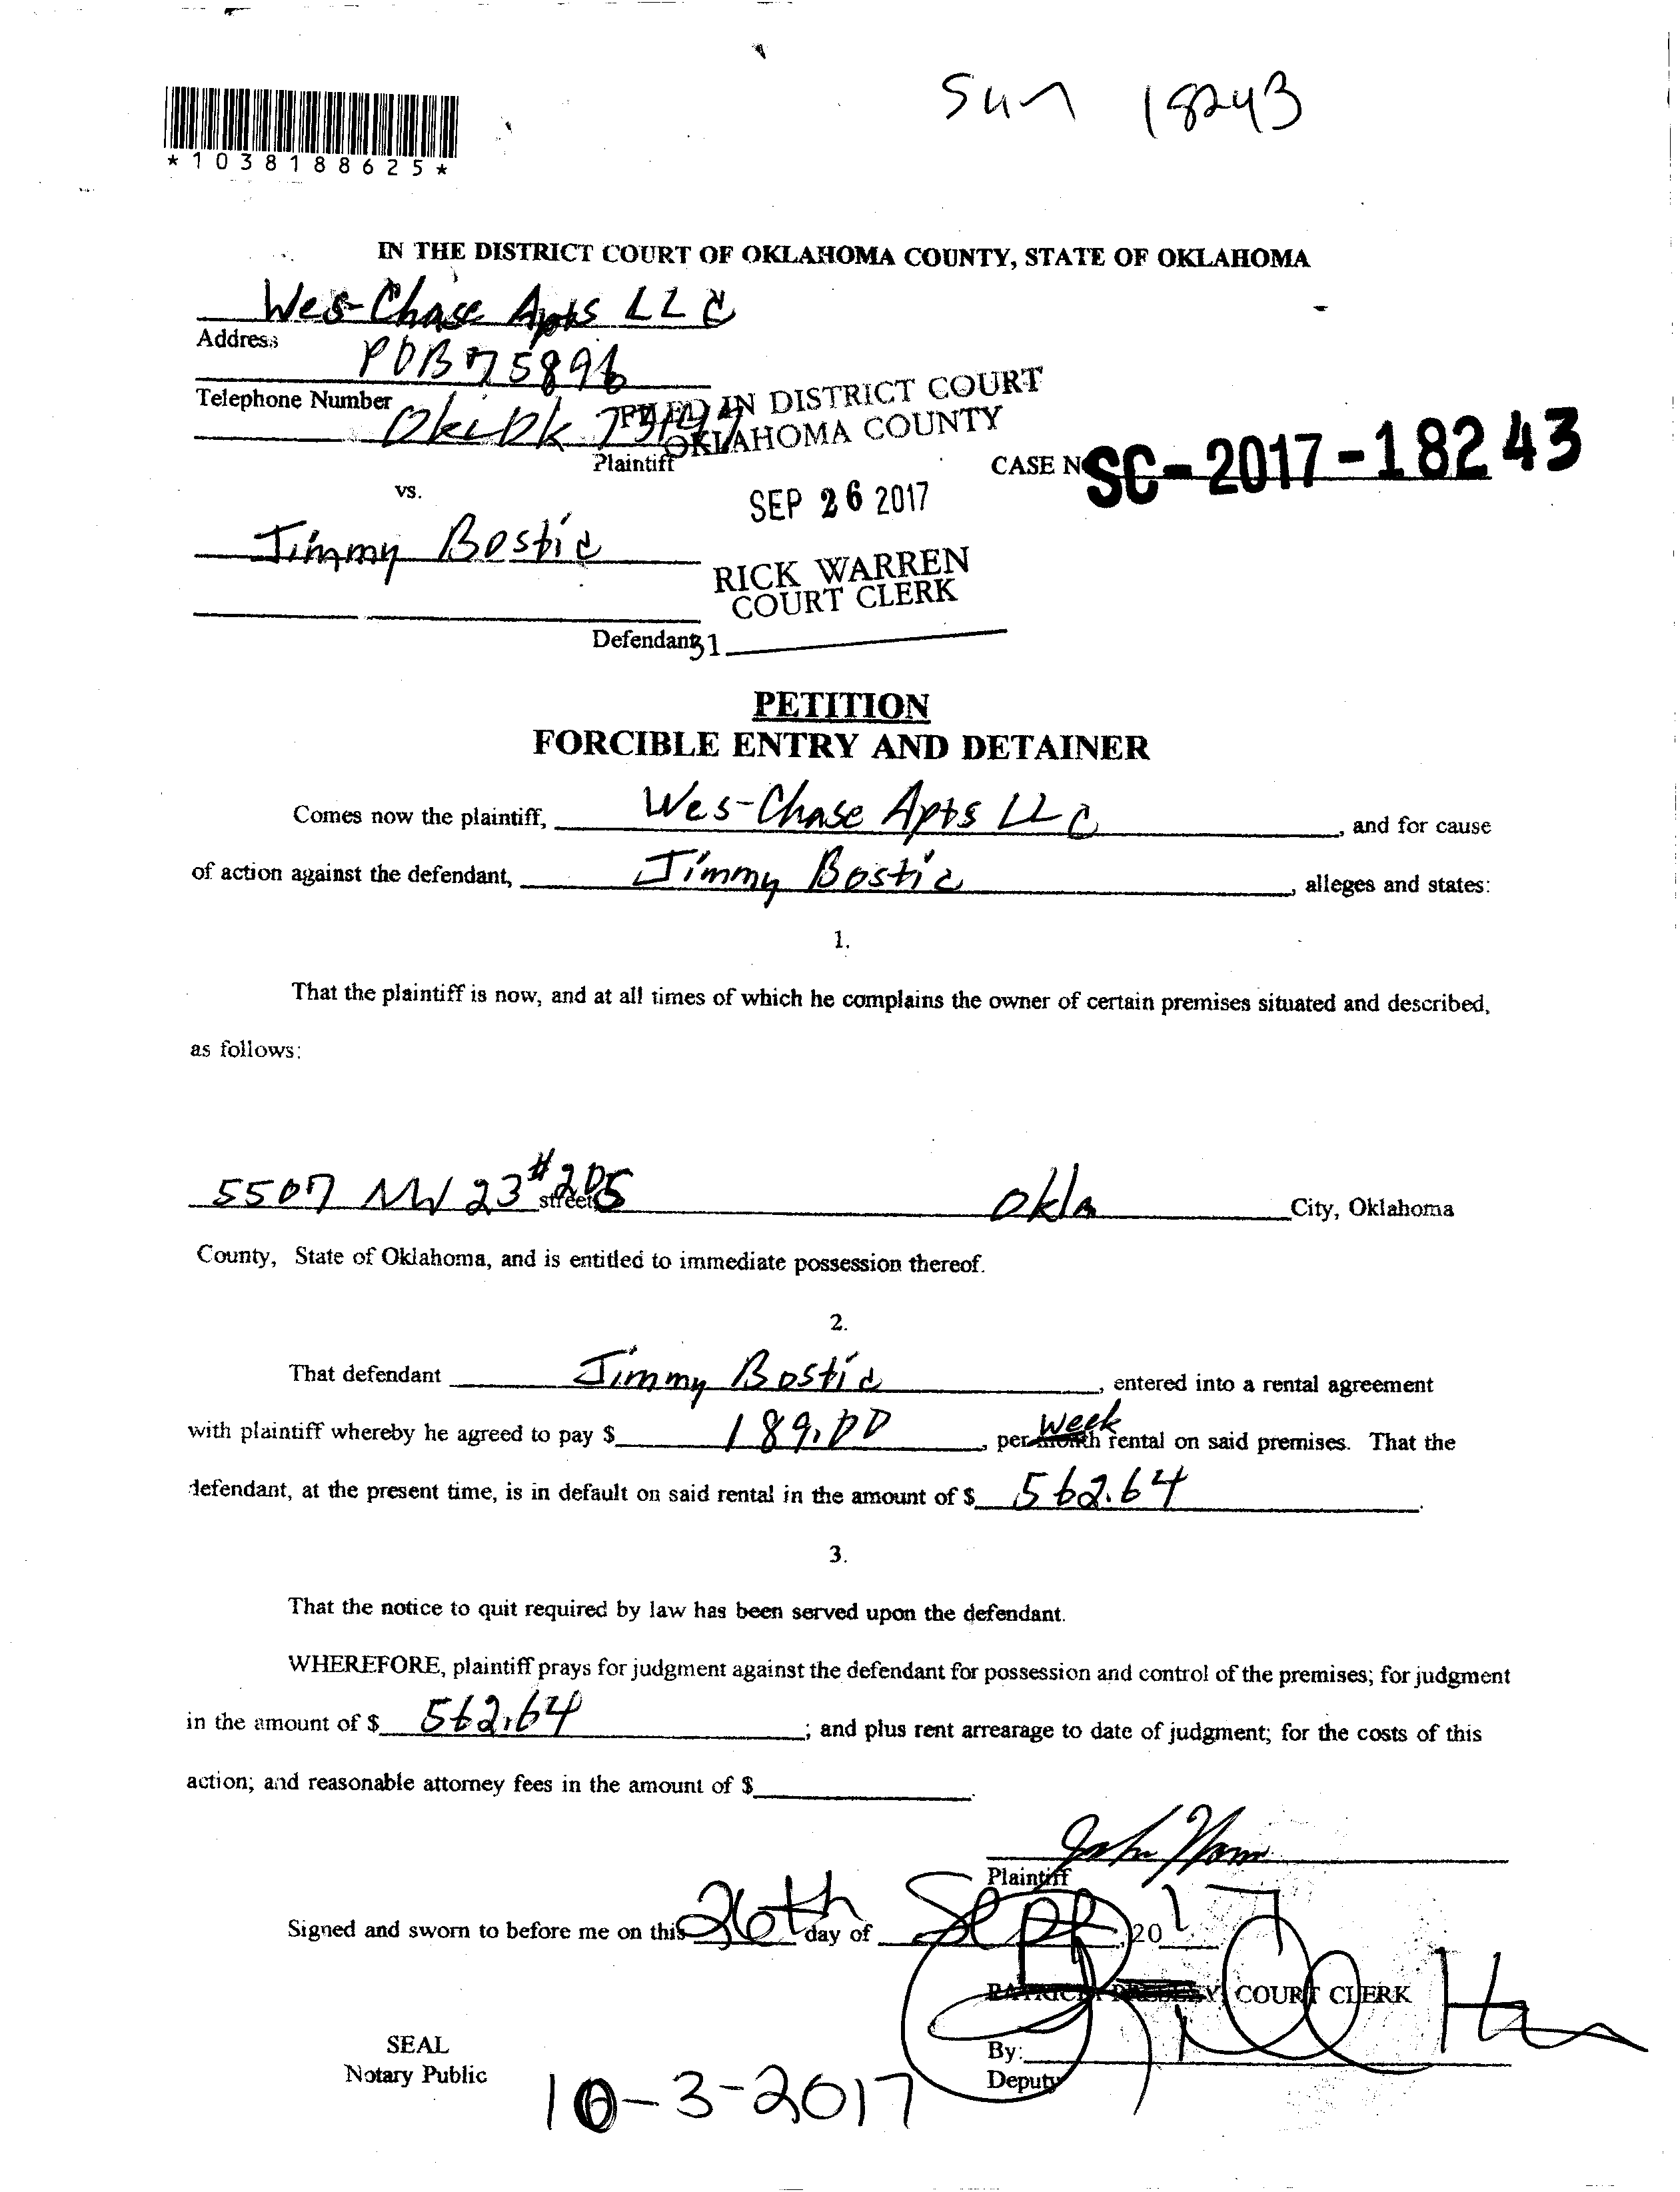 Sun 18243
*1038188625*
IN THE DISTRICT COURT OF OKLAHOMA COUNTY, STATE OF OKLAHOMA
Wes-Chase Apts LLC
Address
POB 75896
Telephone Number
FILED IN DISTRICT COURT
OKLAHOMA COUNTY
Plaintiff
CASE N SC-2017-18243
vs.
SEP 26 2017
Jimmy Bostic
RICK WARREN
COURT CLERK
Defendant
31
PETITION
FORCIBLE ENTRY AND DETAINER
Comes now the plaintiff, Wes-Chase Apts LLC, and for cause
of action against the defendant, Jimmy Bostic, alleges and states:
1.
That the plaintiff is now, and at all times of which he complains the owner of certain premises situated and described,
as follows:
5507 NW 23 #205 street Okla City, Oklahoma
County, State of Oklahoma, and is entitled to immediate possession thereof.
2.
That defendant Jimmy Bostic, entered into a rental agreement
with plaintiff whereby he agreed to pay $ 189.00, per month week rental on said premises. That the
defendant, at the present time, is in default on said rental in the amount of $ 562.64.
3.
That the notice to quit required by law has been served upon the defendant.
WHEREFORE, plaintiff prays for judgment against the defendant for possession and control of the premises; for judgment
in the amount of $ 562.64; and plus rent arrearage to date of judgment; for the costs of this
action; and reasonable attorney fees in the amount of $
Plaintiff
Signed and sworn to before me on this 26th day of Sept, 2017
COURT CLERK
SEAL
By:
Notary Public
Deputy
10-3-2017